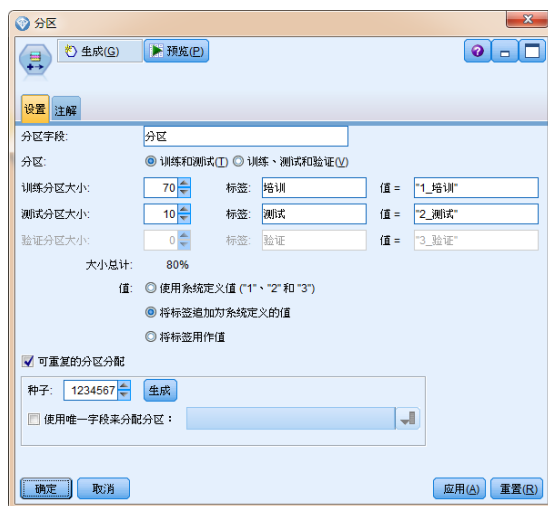 分区
生成(G) 预览(P)
设置 注解
分区字段: 分区
分区: 训练和测试(T) 训练、测试和验证(V)
训练分区大小: 70 标签: 培训 值 = "1_培训"
测试分区大小: 10 标签: 测试 值 = "2_测试"
验证分区大小: 0 标签: 验证 值 = "3_验证"
大小总计: 80%
值: 使用系统定义值 ("1"、"2" 和 "3")
将标签追加为系统定义的值
将标签用作值
可重复的分区分配
种子: 1234567 生成
使用唯一字段来分配分区：
确定 取消 应用(A) 重置(R)